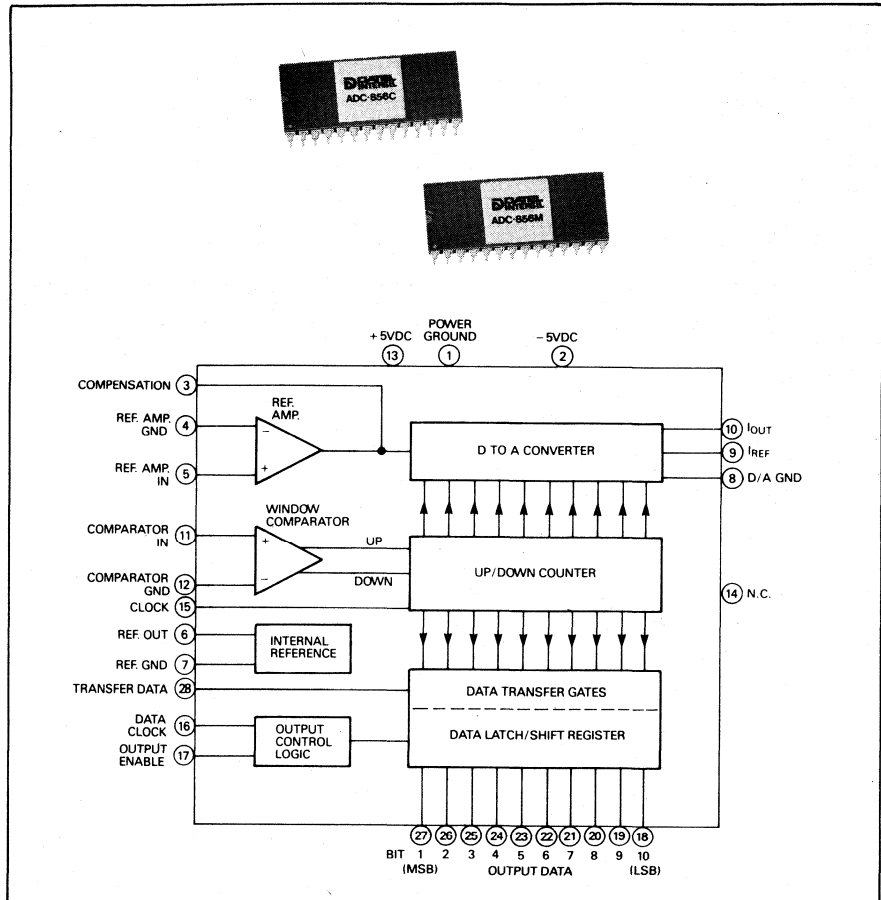 DATEL
INTERSIL
ADC-856C
DATEL
INTERSIL
ADC-856M
+5VDC
13
POWER
GROUND
1
-5VDC
2
COMPENSATION 3
REF. AMP.
GND 4
REF. AMP.
IN 5
REF.
AMP.
-
+
D TO A CONVERTER
10 IOUT
9 IREF
8 D/A GND
COMPARATOR
IN 11
WINDOW
COMPARATOR
+
-
UP
DOWN
COMPARATOR
GND 12
CLOCK 15
UP/DOWN COUNTER
14 N.C.
REF. OUT 6
REF. GND 7
INTERNAL
REFERENCE
TRANSFER DATA 28
DATA TRANSFER GATES
DATA LATCH/SHIFT REGISTER
DATA
CLOCK 16
OUTPUT
ENABLE 17
OUTPUT
CONTROL
LOGIC
27 26 25 24 23 22 21 20 19 18
BIT 1 2 3 4 5 6 7 8 9 10
(MSB) OUTPUT DATA (LSB)